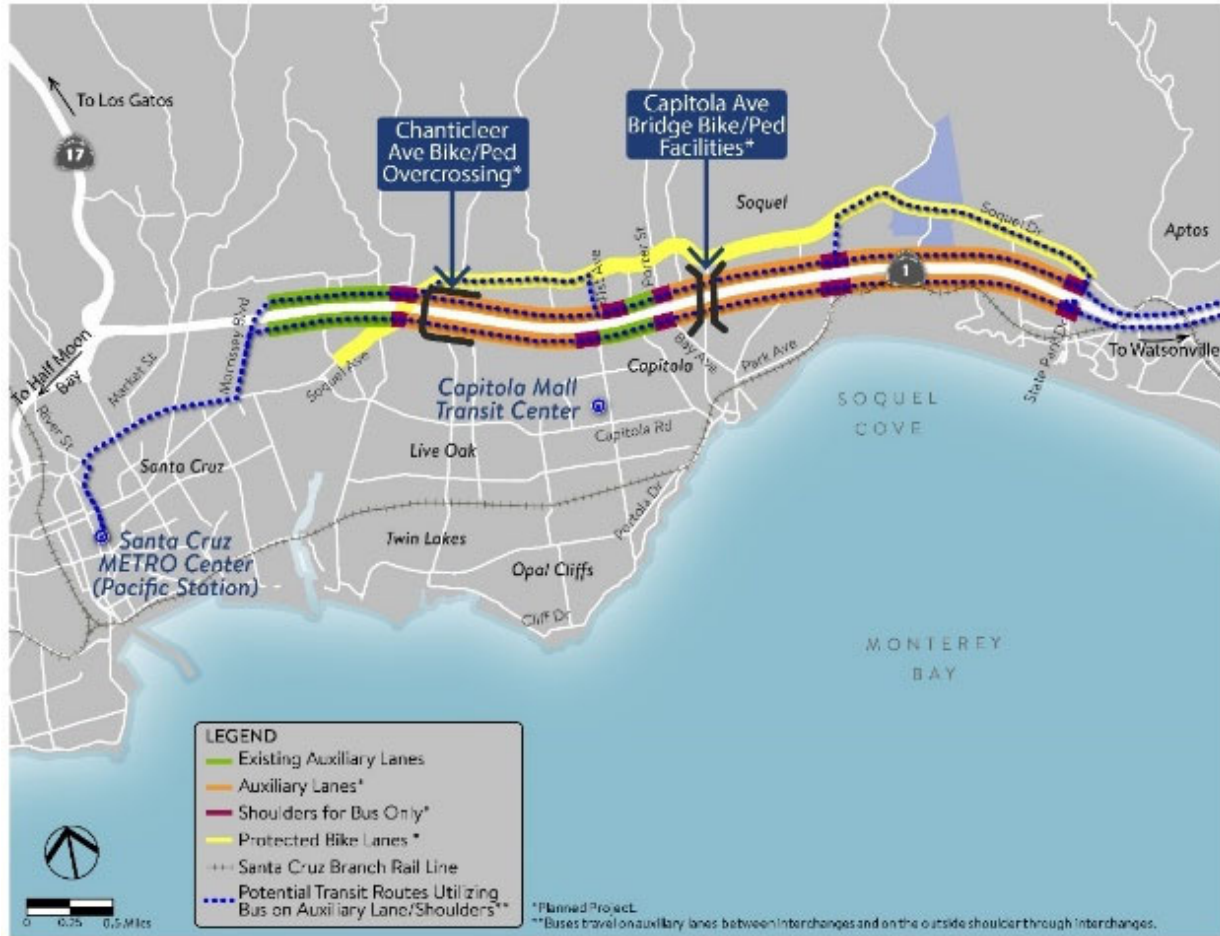 To Los Gatos
17
Chanticleer
Ave Bike/Ped
Overcrossing*
Capitola Ave
Bridge Bike/Ped
Facilities*
Soquel
Soquel Dr
Aptos
Porter St
1
Morrissey Blvd
To Half Moon
Bay
Market St
River St
Soquel Ave
Bay Ave
Park Ave
State Park Dr
To Watsonville
Capitola
Capitola Mall
Transit Center
Capitola Rd
SOQUEL
COVE
Santa Cruz
Live Oak
Portola Dr
Santa Cruz
METRO Center
(Pacific Station)
Twin Lakes
Opal Cliffs
Cliff Dr
MONTEREY
BAY
LEGEND
Existing Auxiliary Lanes
Auxiliary Lanes*
Shoulders for Bus Only*
Protected Bike Lanes *
Santa Cruz Branch Rail Line
Potential Transit Routes Utilizing
Bus on Auxiliary Lane/Shoulders**
0 0.25 0.5 Miles
*Planned Project.
**Buses travel on auxiliary lanes between interchanges and on the outside shoulder through interchanges.